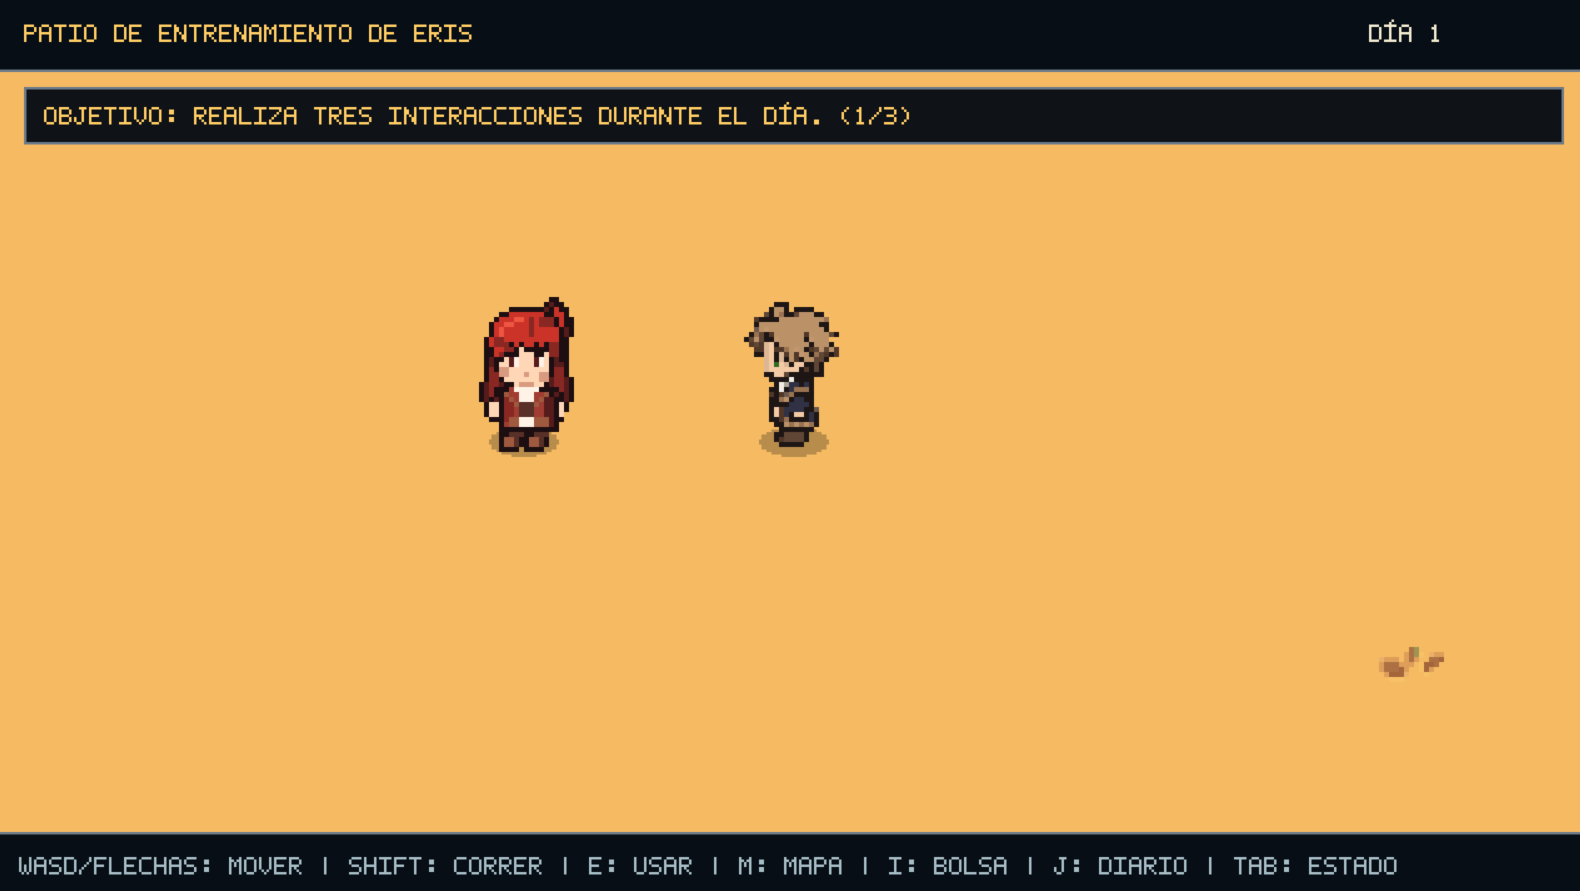 PATIO DE ENTRENAMIENTO DE ERIS
DÍA 1
OBJETIVO: REALIZA TRES INTERACCIONES DURANTE EL DÍA. (1/3)
WASD/FLECHAS: MOVER | SHIFT: CORRER | E: USAR | M: MAPA | I: BOLSA | J: DIARIO | TAB: ESTADO